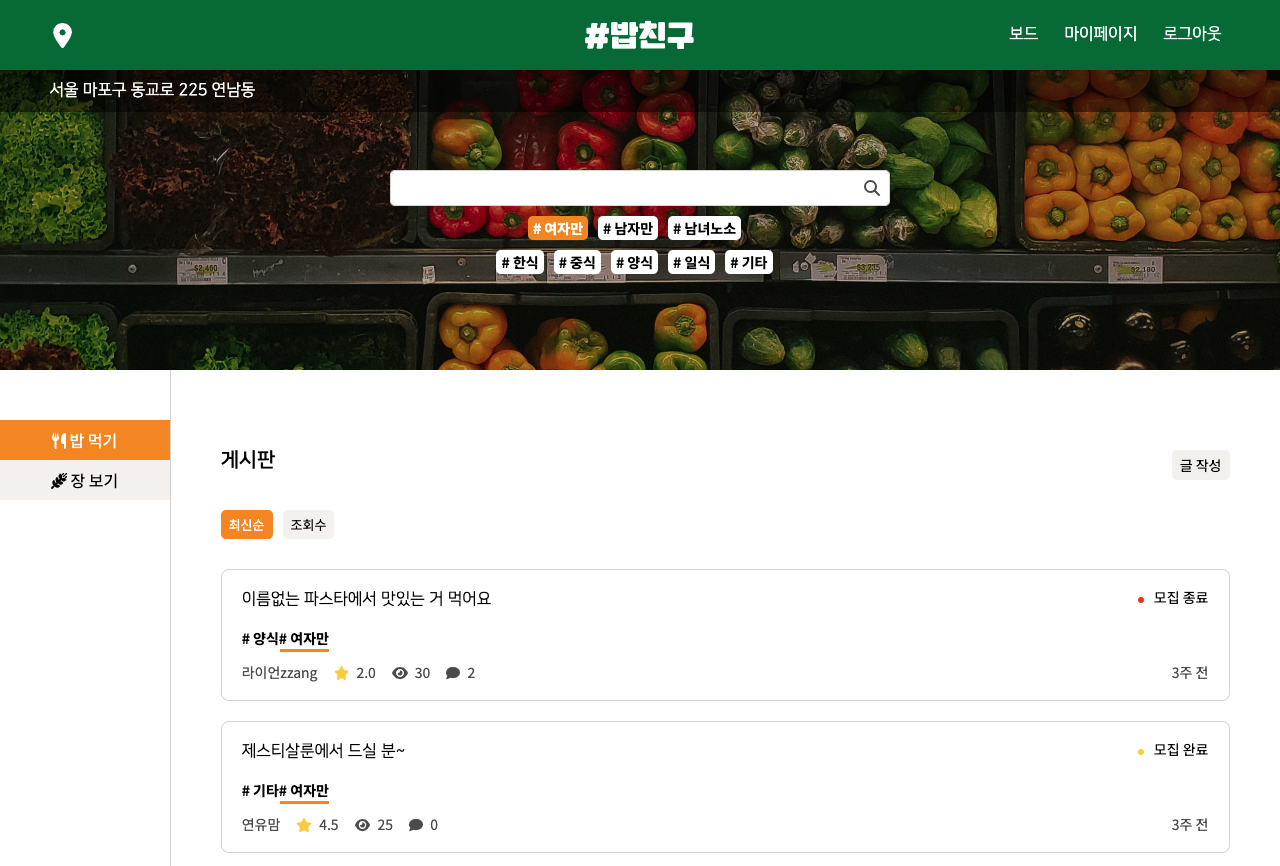 #밥친구
보드 마이페이지 로그아웃
서울 마포구 동교로 225 연남동
# 여자만 # 남자만 # 남녀노소
# 한식 # 중식 # 양식 # 일식 # 기타
$2,180
밥 먹기
장 보기
게시판
글 작성
최신순 조회수
이름없는 파스타에서 맛있는 거 먹어요
모집 종료
# 양식# 여자만
라이언zzang 2.0 30 2
3주 전
제스티살룬에서 드실 분~
모집 완료
# 기타# 여자만
연유맘 4.5 25 0
3주 전